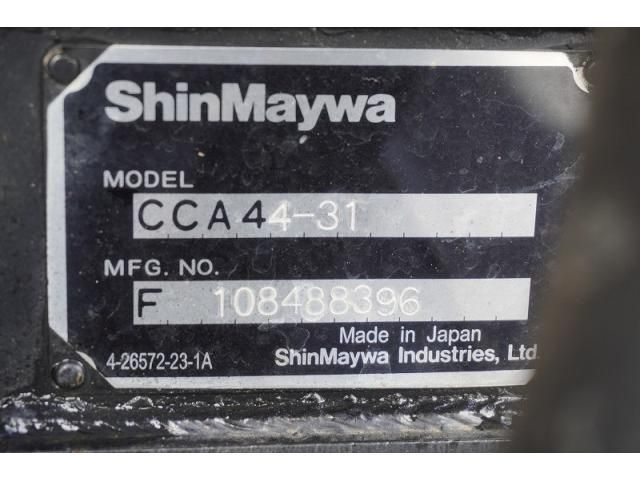 ShinMaywa
MODEL
CCA44-31
MFG. NO.
F 108488396
Made in Japan
4-26572-23-1A
ShinMaywa Industries, Ltd.